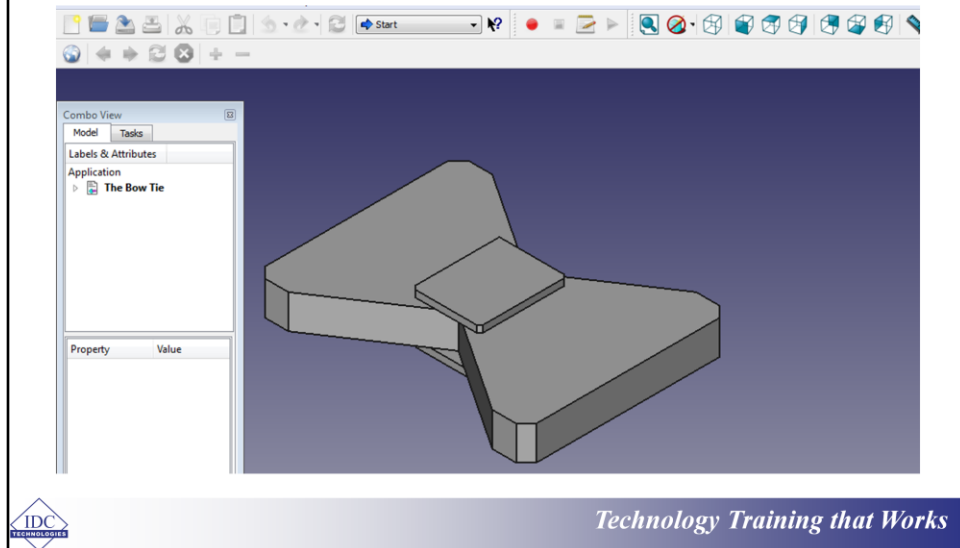 Start
Combo View
Model Tasks
Labels & Attributes
Application
The Bow Tie
Property Value
IDC
TECHNOLOGIES
Technology Training that Works